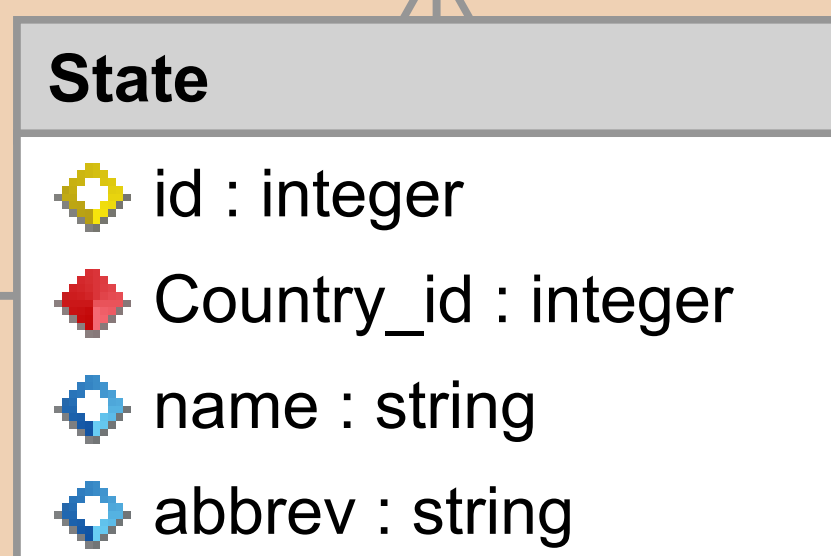 State
id : integer
Country_id : integer
name : string
abbrev : string